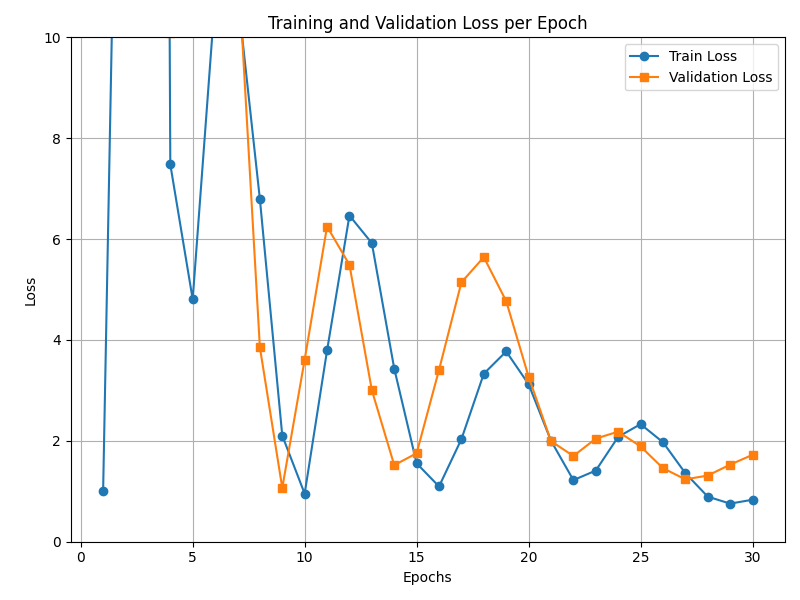 Training and Validation Loss per Epoch
10
8
6
4
2
0
Loss
Train Loss
Validation Loss
0 5 10 15 20 25 30
Epochs